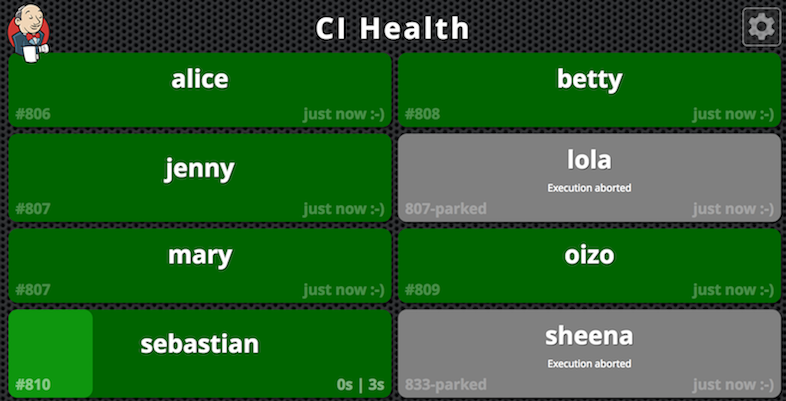 CI Health
alice
#806 just now :-)
betty
#808 just now :-)
jenny
#807 just now :-)
lola
Execution aborted
807-parked just now :-)
mary
#807 just now :-)
oizo
#809 just now :-)
sebastian
#810 0s | 3s
sheena
Execution aborted
833-parked just now :-)